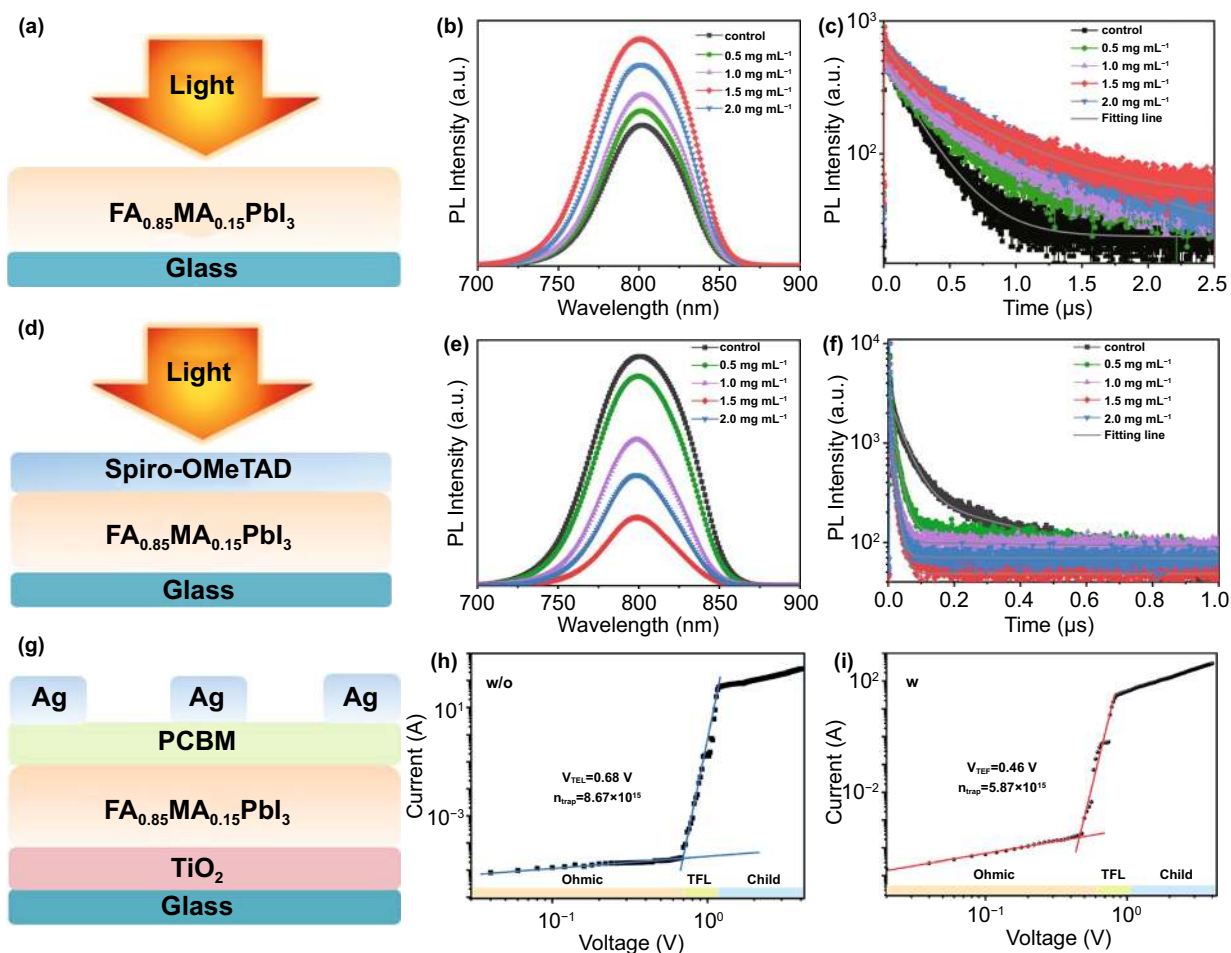 (a)
Light
FA₀.₈₅MA₀.₁₅PbI₃
Glass
(b)
PL Intensity (a.u.)
control
0.5 mg mL⁻¹
1.0 mg mL⁻¹
1.5 mg mL⁻¹
2.0 mg mL⁻¹
700 750 800 850 900
Wavelength (nm)
(c)
PL Intensity (a.u.)
10³
10²
control
0.5 mg mL⁻¹
1.0 mg mL⁻¹
1.5 mg mL⁻¹
2.0 mg mL⁻¹
Fitting line
0.0 0.5 1.0 1.5 2.0 2.5
Time (µs)
(d)
Light
Spiro-OMeTAD
FA₀.₈₅MA₀.₁₅PbI₃
Glass
(e)
PL Intensity (a.u.)
control
0.5 mg mL⁻¹
1.0 mg mL⁻¹
1.5 mg mL⁻¹
2.0 mg mL⁻¹
700 750 800 850 900
Wavelength (nm)
(f)
PL Intensity (a.u.)
10⁴
1000
10²
control
0.5 mg mL⁻¹
1.0 mg mL⁻¹
1.5 mg mL⁻¹
2.0 mg mL⁻¹
Fitting line
0.0 0.2 0.4 0.6 0.8 1.0
Time (µs)
(g)
Ag Ag Ag
PCBM
FA₀.₈₅MA₀.₁₅PbI₃
TiO₂
Glass
(h)
w/o
Current (A)
10¹
10⁻³
V_TEL=0.68 V
n_trap=8.67×10¹⁵
Ohmic TFL Child
10⁻¹ 10⁰
Voltage (V)
(i)
w
Current (A)
10²
10⁻²
V_TEF=0.46 V
n_trap=5.87×10¹⁵
Ohmic TFL Child
10⁻¹ 10⁰
Voltage (V)